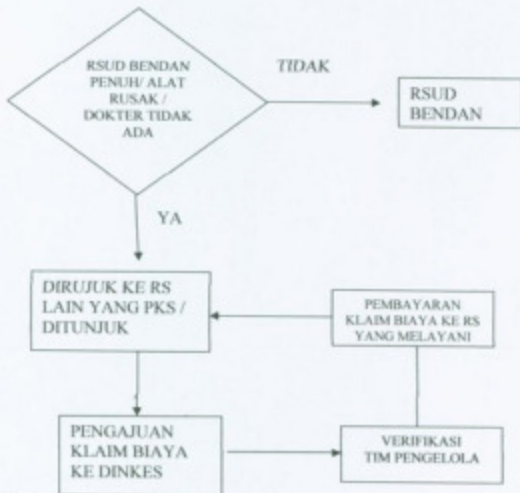 RSUD BENDAN
PENUH/ ALAT
RUSAK /
DOKTER TIDAK
ADA
TIDAK
RSUD
BENDAN
YA
DIRUJUK KE RS
LAIN YANG PKS /
DITUNJUK
PEMBAYARAN
KLAIM BIAYA KE RS
YANG MELAYANI
PENGAJUAN
KLAIM BIAYA
KE DINKES
VERIFIKASI
TIM PENGELOLA